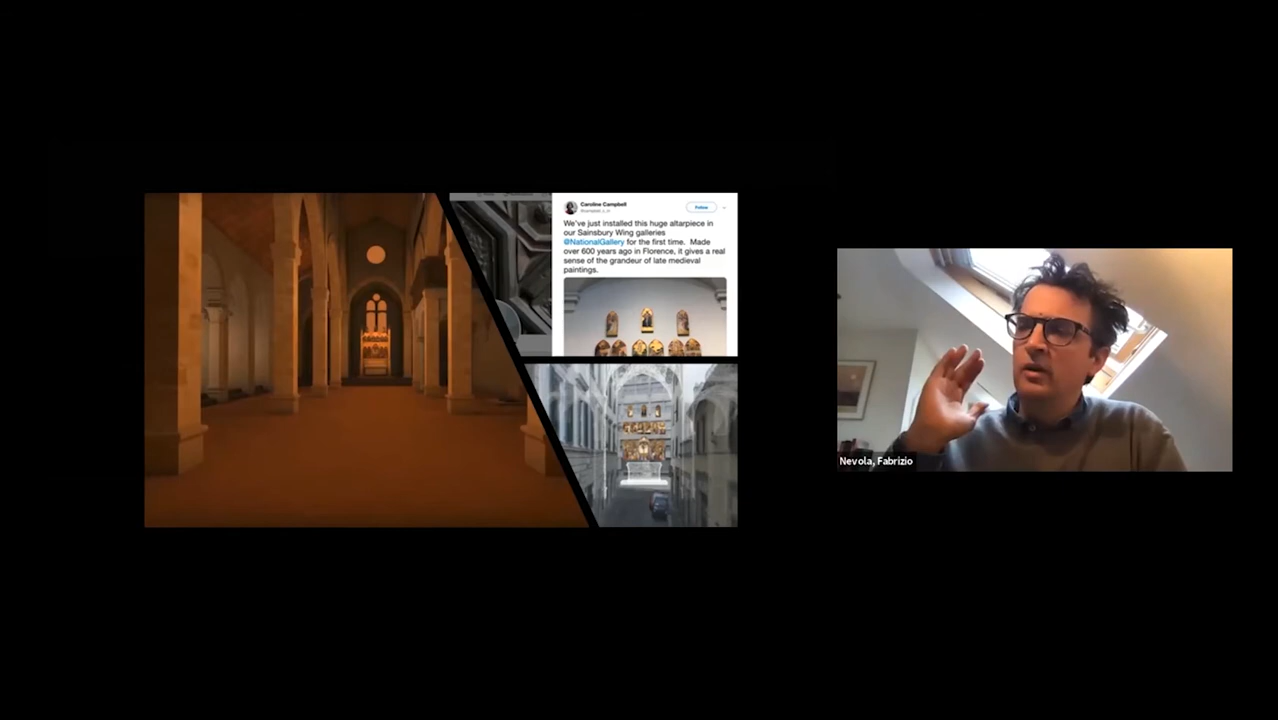 Caroline Campbell
Follow
We've just installed this huge altarpiece in
our Sainsbury Wing galleries
@NationalGallery for the first time. Made
over 600 years ago in Florence, it gives a real
sense of the grandeur of late medieval
paintings.
Nevola, Fabrizio